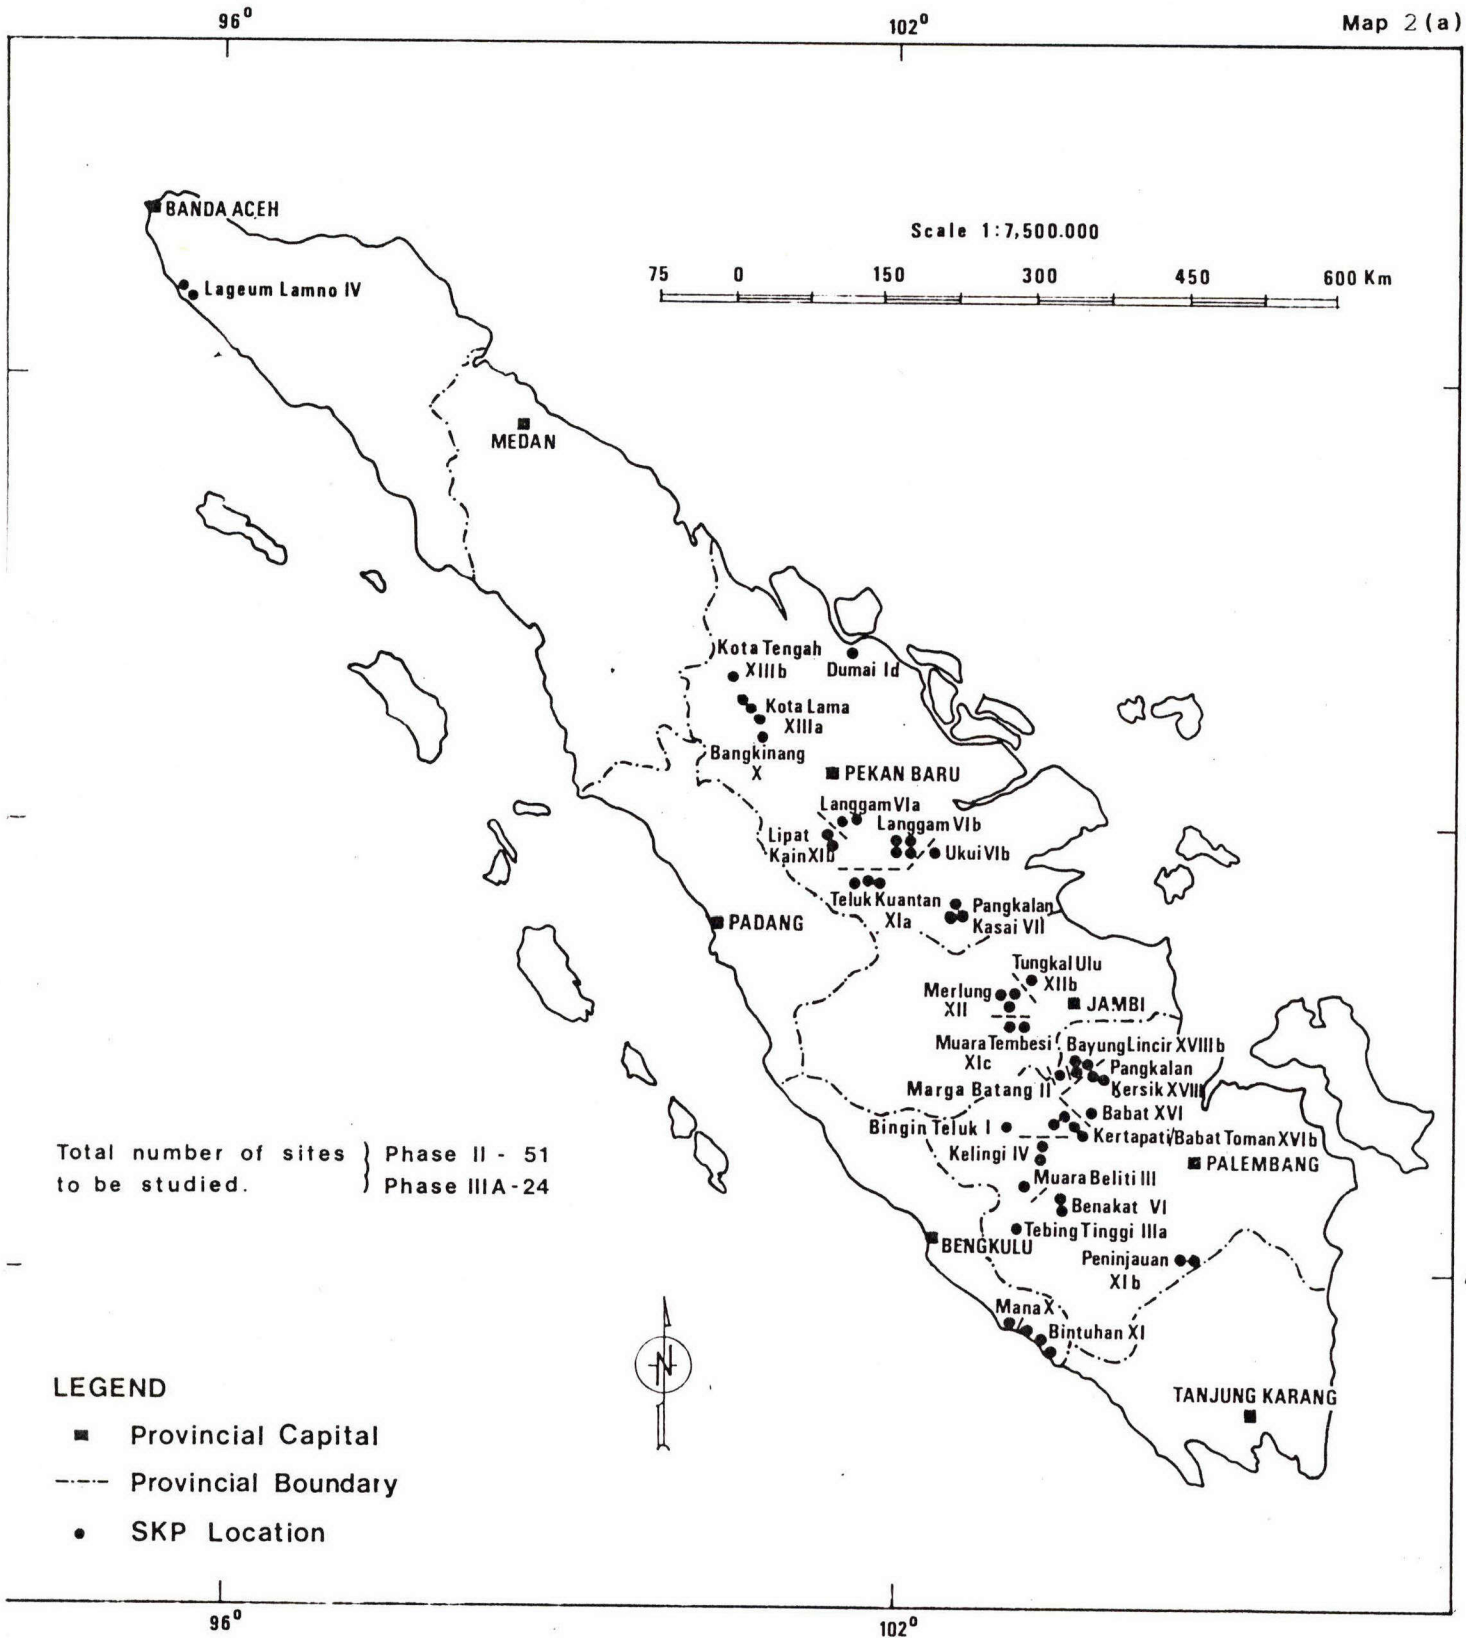 96⁰
102⁰
Map 2(a)
BANDA ACEH
Scale 1:7,500.000
75 0 150 300 450 600 Km
Lageum Lamno IV
MEDAN
Kota Tengah
XIIIb
Dumai Id
Kota Lama
XIIIa
Bangkinang
X
PEKAN BARU
Langgam VIa
Langgam VIb
Lipat
Kain XIb
Ukui VIb
Teluk Kuantan
XIa
Pangkalan
Kasai VII
PADANG
Tungkal Ulu
XIIb
Merlung
XII
JAMBI
Muara Tembesi
XIc
Bayung Lincir XVIIIb
Pangkalan
Kersik XVIII
Marga Batang II
Babat XVI
Bingin Teluk I
Kertapati/Babat Toman XVIb
Kelingi IV
PALEMBANG
Total number of sites } Phase II - 51
to be studied. } Phase IIIA - 24
Muara Beliti III
Benakat VI
Tebing Tinggi IIIa
BENGKULU
Peninjauan
XIb
Mana X
Bintuhan XI
N
LEGEND
Provincial Capital
Provincial Boundary
SKP Location
TANJUNG KARANG
96⁰
102⁰